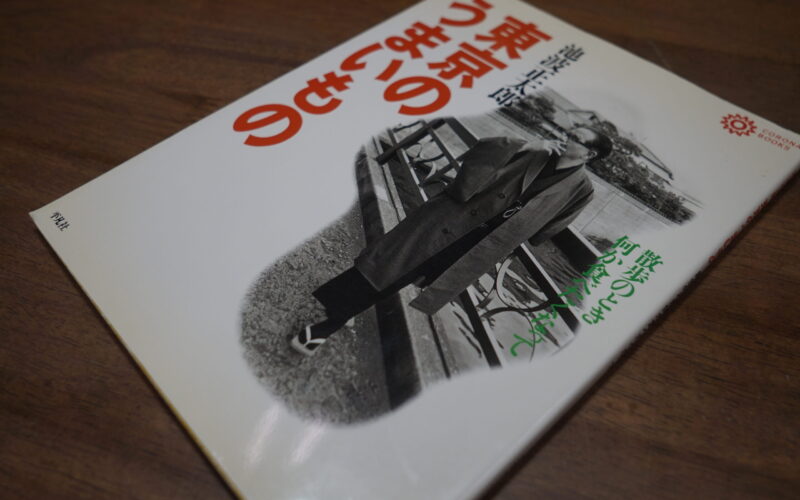 池波正太郎
東京の
うまいもの
散歩のとき
何か食べたくなって
CORONA
BOOKS
平凡社